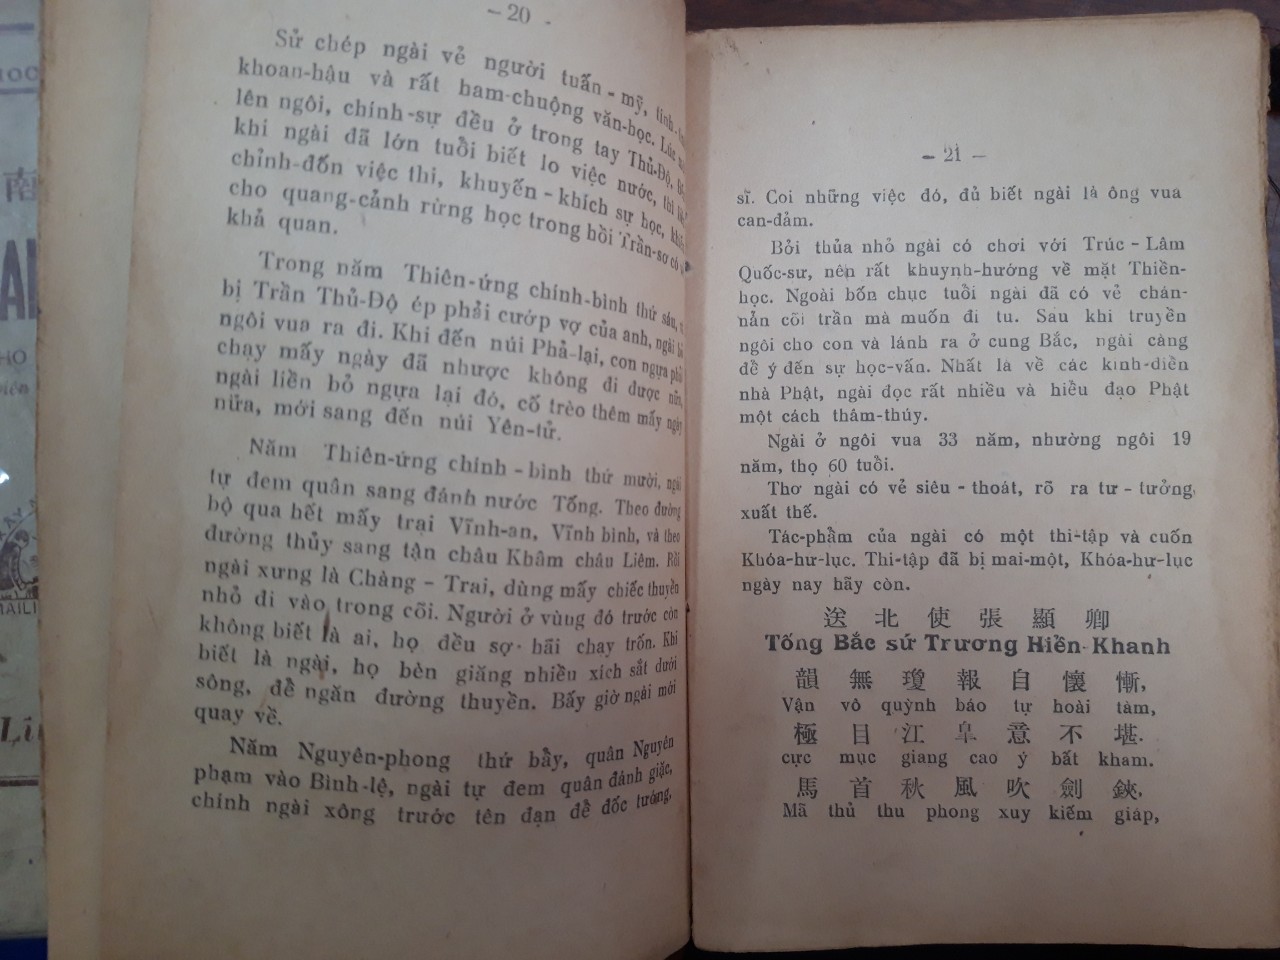 - 20 -
Sử chép ngài vẻ người tuấn - mỹ,
khoan-hậu và rất ham-chuộng văn-học. Lúc
lên ngôi, chính-sự đều ở trong tay Thủ-Độ,
khi ngài đã lớn tuổi biết lo việc nước, thì
chỉnh-đốn việc thi, khuyến - khích sự học,
cho quang-cảnh rừng học trong hồi Trần-sơ có
khả quan.
Trong năm Thiên-ứng chính-bình thứ sáu,
bị Trần Thủ-Độ ép phải cướp vợ của anh, ngài
ngôi vua ra đi. Khi đến núi Phả-lại, con ngựa phải
chạy mấy ngày đã nhược không đi được nữa,
ngài liền bỏ ngựa lại đó, cố trèo thêm mấy ngày
nữa, mới sang đến núi Yên-tử.
Năm Thiên-ứng chính - bình thứ mười, ngài
tự đem quân sang đánh nước Tống. Theo đường
bộ qua hết mấy trại Vĩnh-an, Vĩnh bình, và theo
đường thủy sang tận châu Khâm châu Liêm. Rồi
ngài xưng là Chàng - Trai, dùng mấy chiếc thuyền
nhỏ đi vào trong cõi. Người ở vùng đó trước còn
không biết là ai, họ đều sợ hãi chạy trốn. Khi
biết là ngài, họ bèn giăng nhiều xích sắt dưới
sông, để ngăn đường thuyền. Bấy giờ ngài mới
quay về.
Năm Nguyên-phong thứ bẩy, quân Nguyên
phạm vào Bình-lệ, ngài tự đem quân đánh giặc,
chính ngài xông trước tên đạn để đốc tướng,
- 21 -
sĩ. Coi những việc đó, đủ biết ngài là ông vua
can-đảm.
Bởi thủa nhỏ ngài có chơi với Trúc - Lâm
Quốc-sư, nên rất khuynh-hướng về mặt Thiền-
học. Ngoài bốn chục tuổi ngài đã có vẻ chán-
nản cõi trần mà muốn đi tu. Sau khi truyền
ngôi cho con và lánh ra ở cung Bắc, ngài càng
để ý đến sự học-vấn. Nhất là về các kinh-điển
nhà Phật, ngài đọc rất nhiều và hiểu đạo Phật
một cách thâm-thúy.
Ngài ở ngôi vua 33 năm, nhường ngôi 19
năm, thọ 60 tuổi.
Thơ ngài có vẻ siêu - thoát, rõ ra tư - tưởng
xuất thế.
Tác-phẩm của ngài có một thi-tập và cuốn
Khóa-hư-lục. Thi-tập đã bị mai-một, Khóa-hư-lục
ngày nay hãy còn.
送 北 使 張 顯 卿
Tống Bắc sứ Trương Hiển Khanh
韻 無 瓊 報 自 懷 慚,
Vận vô quỳnh báo tự hoài tàm,
極 目 江 皐 意 不 堪.
cực mục giang cao ý bất kham.
馬 首 秋 風 吹 劍 鋏,
Mã thủ thu phong xuy kiếm giáp,